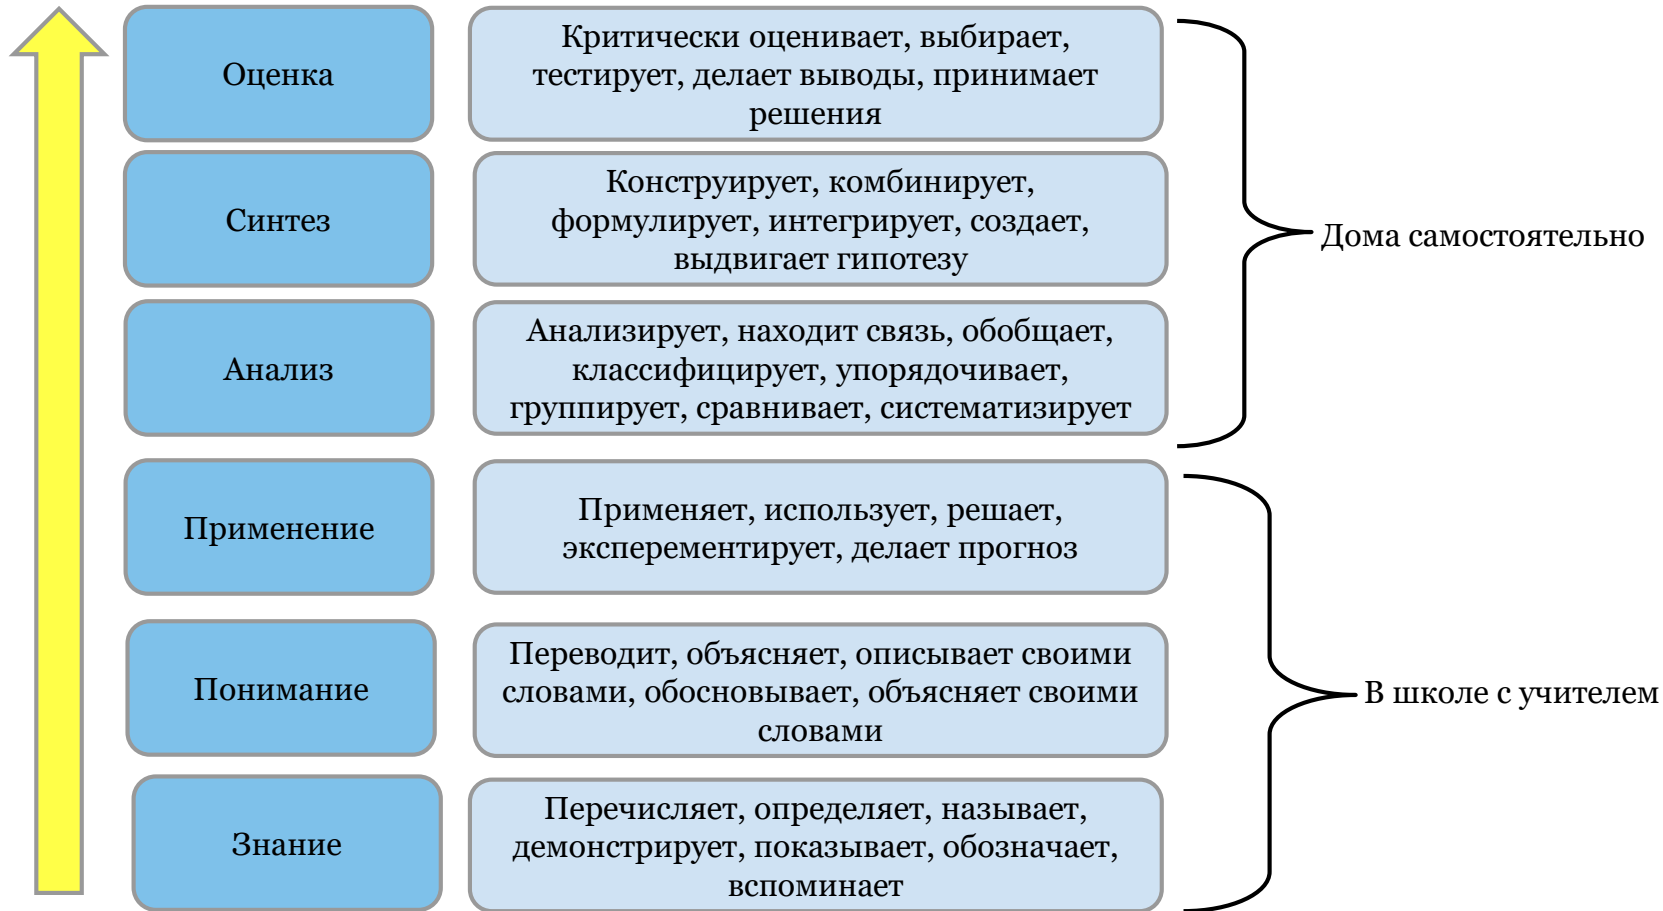 Оценка
Критически оценивает, выбирает,
тестирует, делает выводы, принимает
решения
Синтез
Конструирует, комбинирует,
формулирует, интегрирует, создает,
выдвигает гипотезу
Дома самостоятельно
Анализ
Анализирует, находит связь, обобщает,
классифицирует, упорядочивает,
группирует, сравнивает, систематизирует
Применение
Применяет, использует, решает,
эксперементирует, делает прогноз
Понимание
Переводит, объясняет, описывает своими
словами, обосновывает, объясняет своими
словами
В школе с учителем
Знание
Перечисляет, определяет, называет,
демонстрирует, показывает, обозначает,
вспоминает